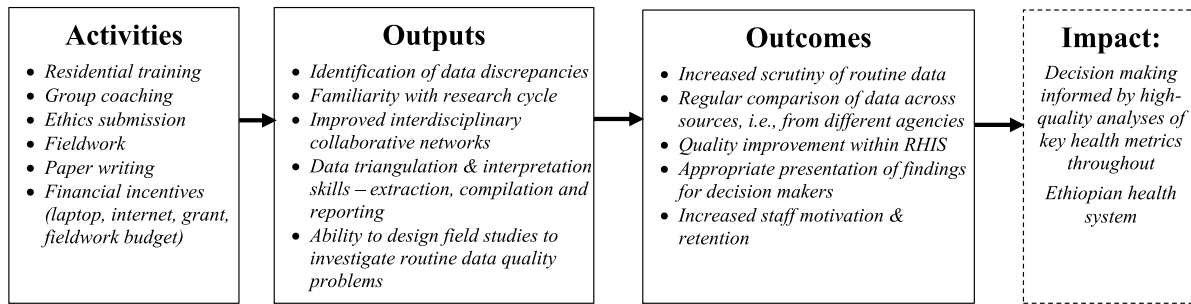 Activities
• Residential training
• Group coaching
• Ethics submission
• Fieldwork
• Paper writing
• Financial incentives
(laptop, internet, grant,
fieldwork budget)
Outputs
• Identification of data discrepancies
• Familiarity with research cycle
• Improved interdisciplinary
collaborative networks
• Data triangulation & interpretation
skills – extraction, compilation and
reporting
• Ability to design field studies to
investigate routine data quality
problems
Outcomes
• Increased scrutiny of routine data
• Regular comparison of data across
sources, i.e., from different agencies
• Quality improvement within RHIS
• Appropriate presentation of findings
for decision makers
• Increased staff motivation &
retention
Impact:
Decision making
informed by high-
quality analyses of
key health metrics
throughout
Ethiopian health
system